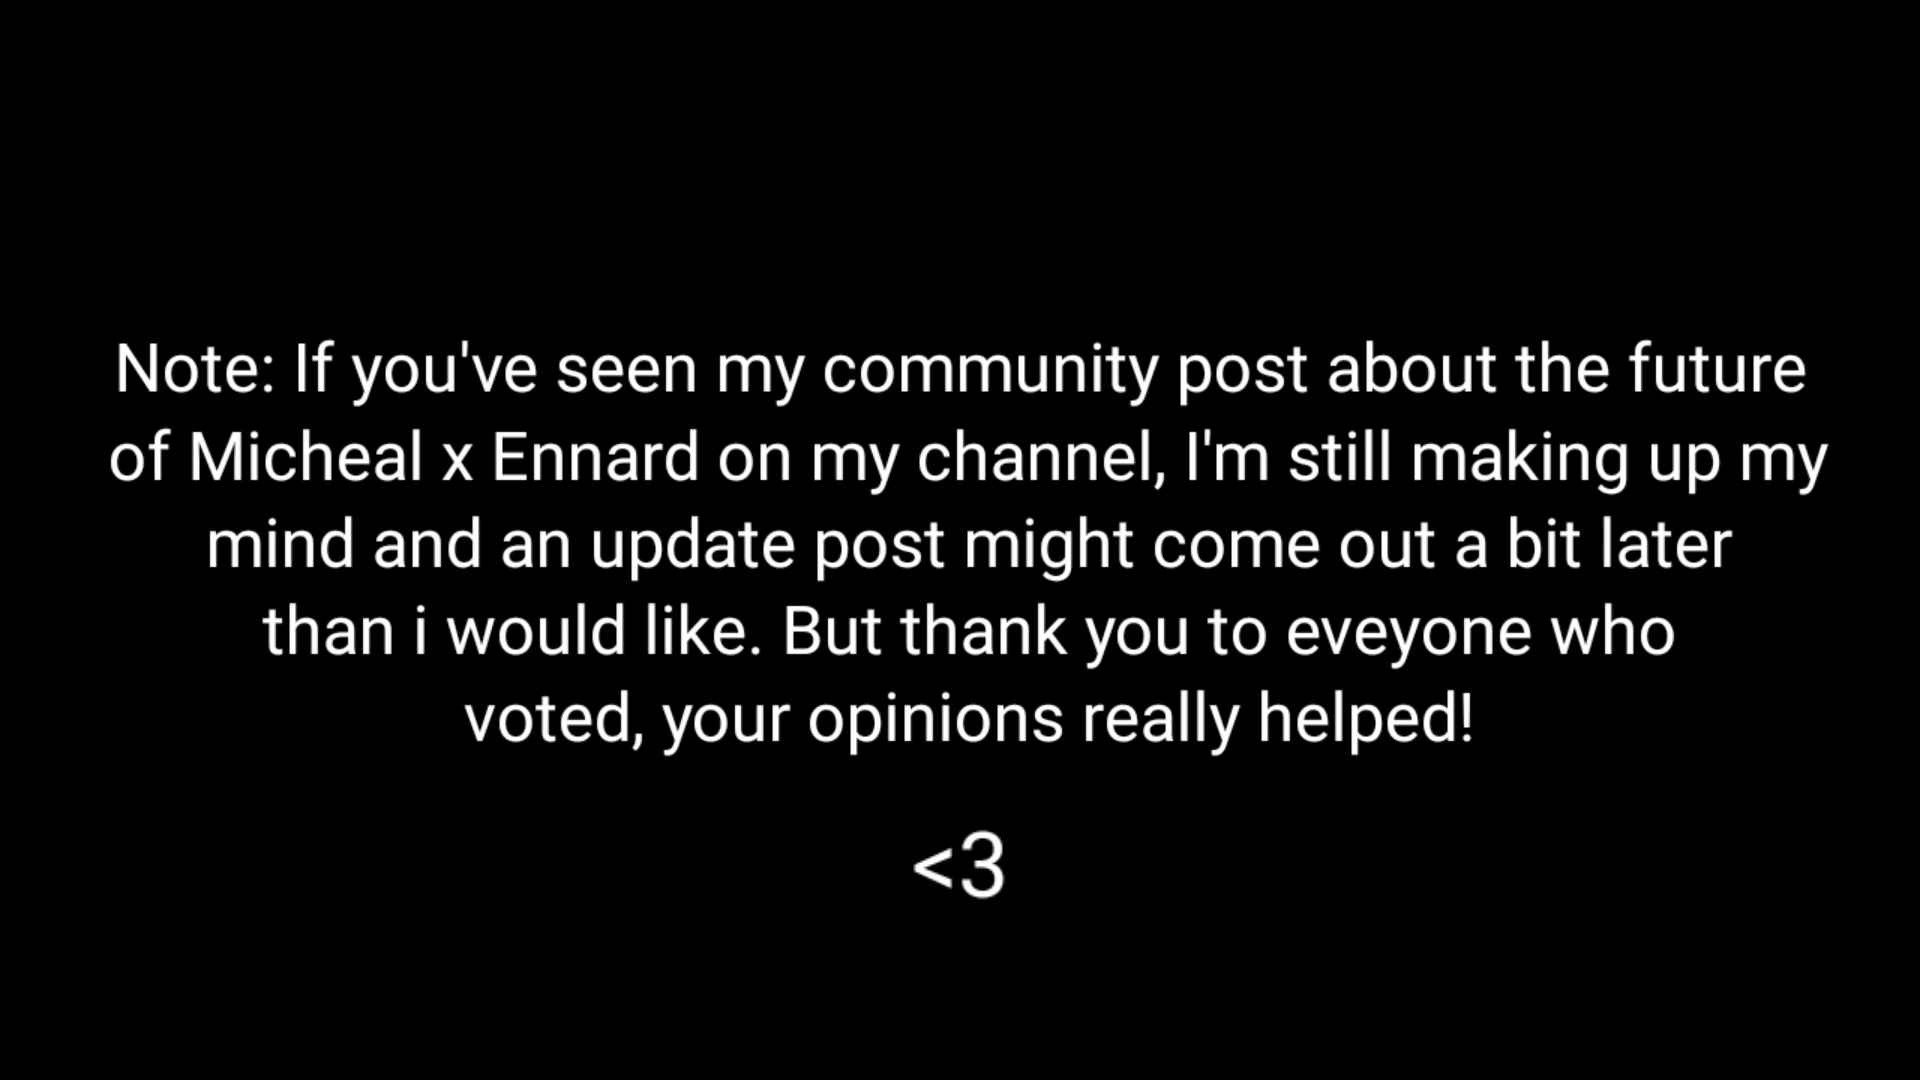 Note: If you've seen my community post about the future
of Micheal x Ennard on my channel, I'm still making up my
mind and an update post might come out a bit later
than i would like. But thank you to eveyone who
voted, your opinions really helped!
<3